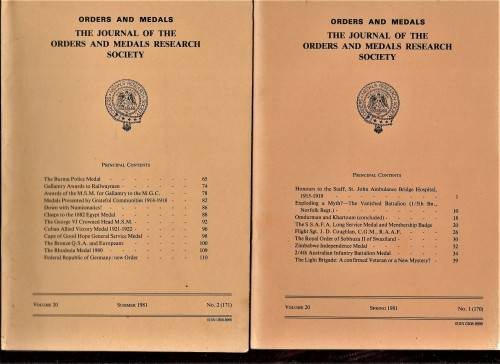 ORDERS AND MEDALS
THE JOURNAL OF THE
ORDERS AND MEDALS RESEARCH
SOCIETY
PRINCIPAL CONTENTS
The Burma Police Medal - - - - - - 65
Gallantry Awards to Railwaymen - - - - - 74
Awards of the M.S.M. for Gallantry to the M.G.C. - - 78
Medals Presented by Grateful Communities 1914-1918 - - 82
Down with Numismatics! - - - - - - 86
Clasps to the 1882 Egypt Medal - - - - - 88
The George VI Crowned Head M.S.M. - - - - 92
Cuban Allied Victory Medal 1921-1922 - - - - 96
Cape of Good Hope General Service Medal - - - 98
The Bronze Q.S.A. and Europeans - - - - 100
The Rhodesia Medal 1980 - - - - - - 109
Federal Republic of Germany: new Order - - - 110
VOLUME 20 SUMMER 1981 No. 2 (171)
ORDERS AND MEDALS
THE JOURNAL OF THE
ORDERS AND MEDALS RESEARCH
SOCIETY
PRINCIPAL CONTENTS
Honours to the Staff, St. John Ambulance Bridge Hospital,
1915-1918 - - - - - - 1
Exploding a Myth?—The Vanished Battalion (1/5th Bn.,
Norfolk Regt.) - - - - - - 10
Omdurman and Khartoum (concluded) - - - - 18
The S.S.A.F.A. Long Service Medal and Membership Badge 20
Flight Sgt. J. D. Coughlan, C.G.M., R.A.A.F. - - - 26
The Royal Order of Sobhuza II of Swaziland - - - 30
Zimbabwe Independence Medal - - - - - 32
2/4th Australian Infantry Battalion Medal - - - 34
The Light Brigade: A confirmed Veteran or a New Mystery? 39
VOLUME 20 SPRING 1981 No. 1 (170)